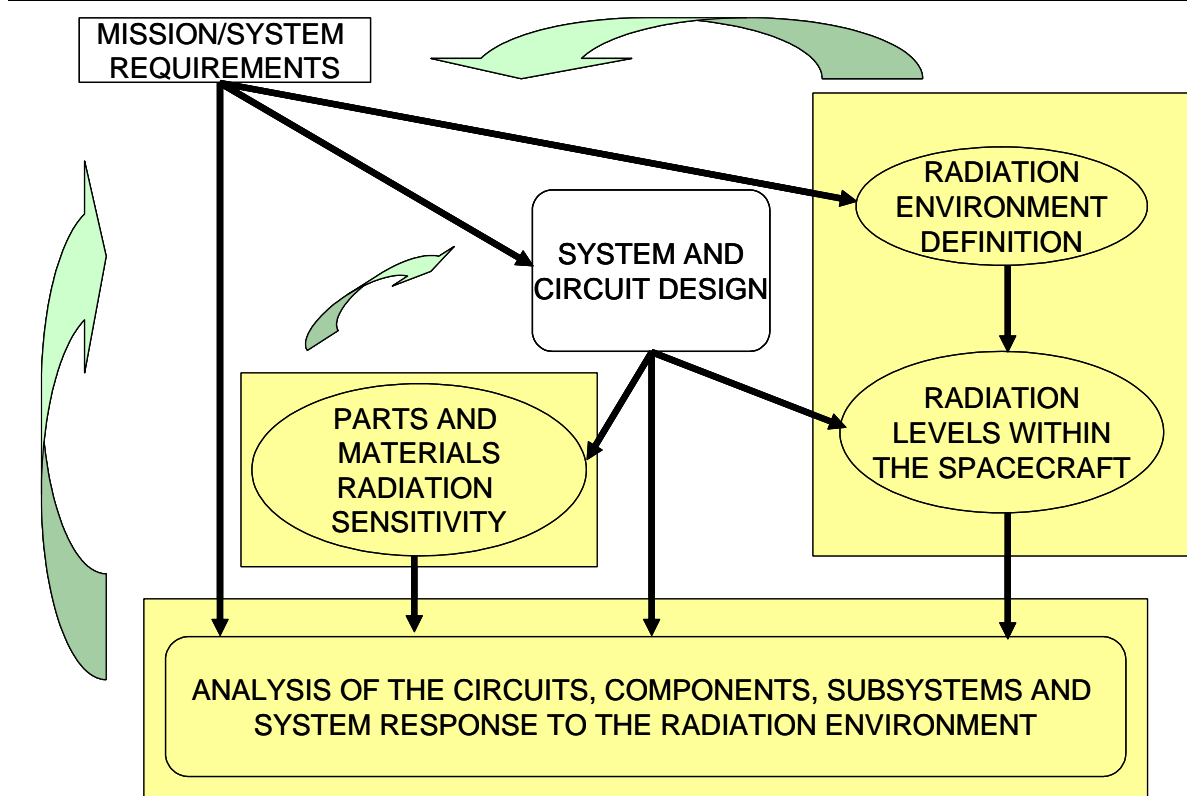 MISSION/SYSTEM
REQUIREMENTS
RADIATION
ENVIRONMENT
DEFINITION
SYSTEM AND
CIRCUIT DESIGN
PARTS AND
MATERIALS
RADIATION
SENSITIVITY
RADIATION
LEVELS WITHIN
THE SPACECRAFT
ANALYSIS OF THE CIRCUITS, COMPONENTS, SUBSYSTEMS AND
SYSTEM RESPONSE TO THE RADIATION ENVIRONMENT